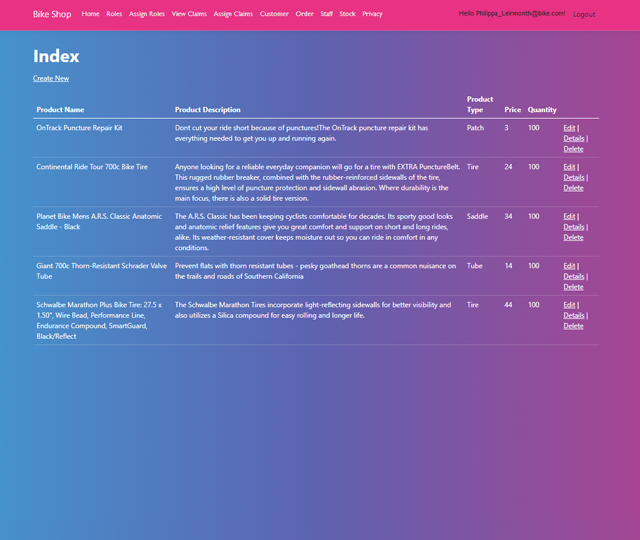 Bike Shop Home Roles Assign Roles View Claims Assign Claims Customer Order Staff Stock Privacy Hello Philippa_Leirmonth@bike.com! Logout
Index
Create New
Product Name Product Description Product Type Price Quantity
OnTrack Puncture Repair Kit Dont cut your ride short because of punctures!The OnTrack puncture repair kit has Patch 3 100 Edit |
everything needed to get you up and running again. Details |
Delete
Continental Ride Tour 700c Bike Tire Anyone looking for a reliable everyday companion will go for a tire with EXTRA PunctureBelt. Tire 24 100 Edit |
This rugged rubber breaker, combined with the rubber-reinforced sidewalls of the tire, Details |
ensures a high level of puncture protection and sidewall abrasion. Where durability is the Delete
main focus, there is also a solid tire version.
Planet Bike Mens A.R.S. Classic Anatomic The A.R.S. Classic has been keeping cyclists comfortable for decades. Its sporty good looks Saddle 34 100 Edit |
Saddle - Black and anatomic relief features give you great comfort and support on short and long rides, Details |
alike. Its weather-resistant cover keeps moisture out so you can ride in comfort in any Delete
conditions.
Giant 700c Thorn-Resistant Schrader Valve Prevent flats with thorn resistant tubes - pesky goathead thorns are a common nuisance on Tube 14 100 Edit |
Tube the trails and roads of Southern California Details |
Delete
Schwalbe Marathon Plus Bike Tire: 27.5 x The Schwalbe Marathon Tires incorporate light-reflecting sidewalls for better visibility and Tire 44 100 Edit |
1.50", Wire Bead, Performance Line, also utilizes a Silica compound for easy rolling and longer life. Details |
Endurance Compound, SmartGuard, Delete
Black/Reflect